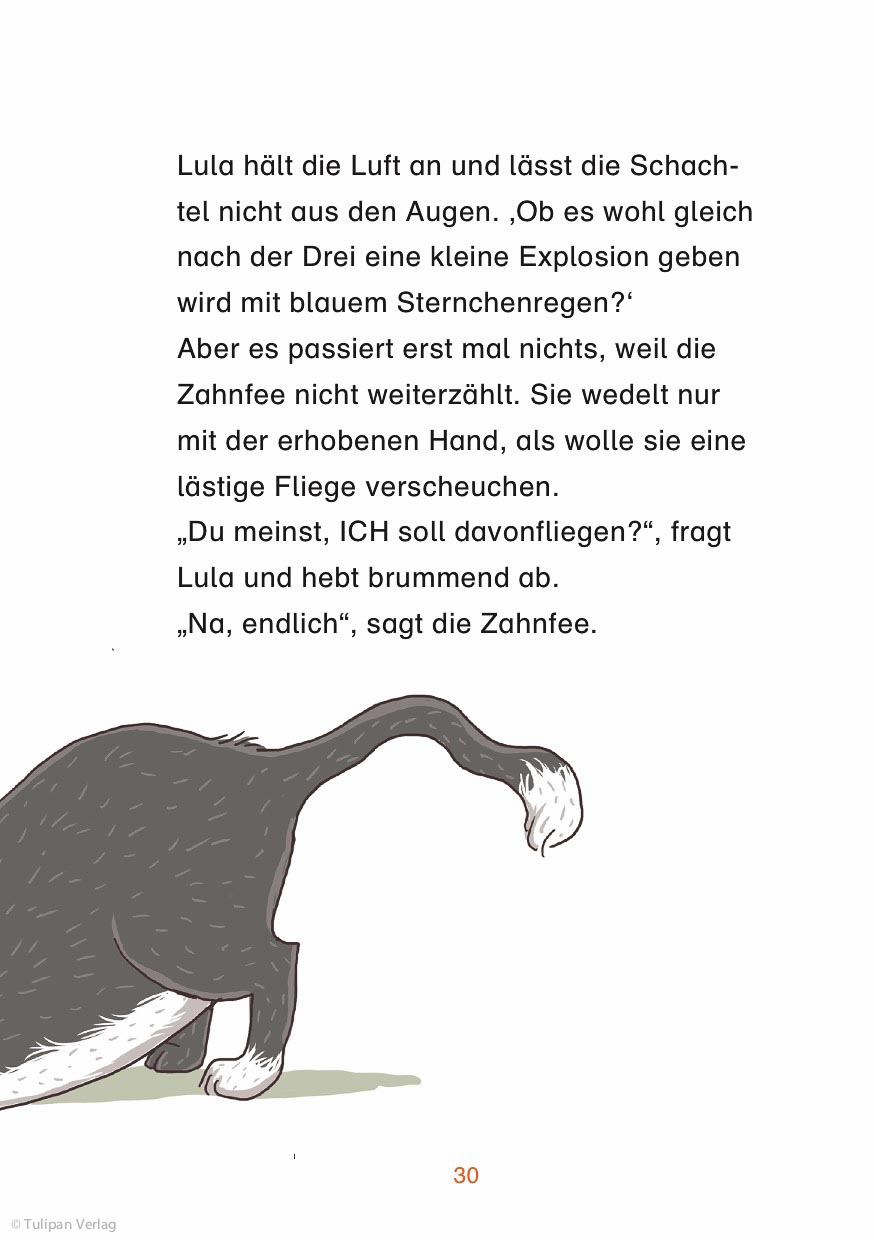 Lula hält die Luft an und lässt die Schach-
tel nicht aus den Augen. ‚Ob es wohl gleich
nach der Drei eine kleine Explosion geben
wird mit blauem Sternchenregen?‘
Aber es passiert erst mal nichts, weil die
Zahnfee nicht weiterzählt. Sie wedelt nur
mit der erhobenen Hand, als wolle sie eine
lästige Fliege verscheuchen.
„Du meinst, ICH soll davonfliegen?“, fragt
Lula und hebt brummend ab.
„Na, endlich“, sagt die Zahnfee.
30
© Tulipan Verlag